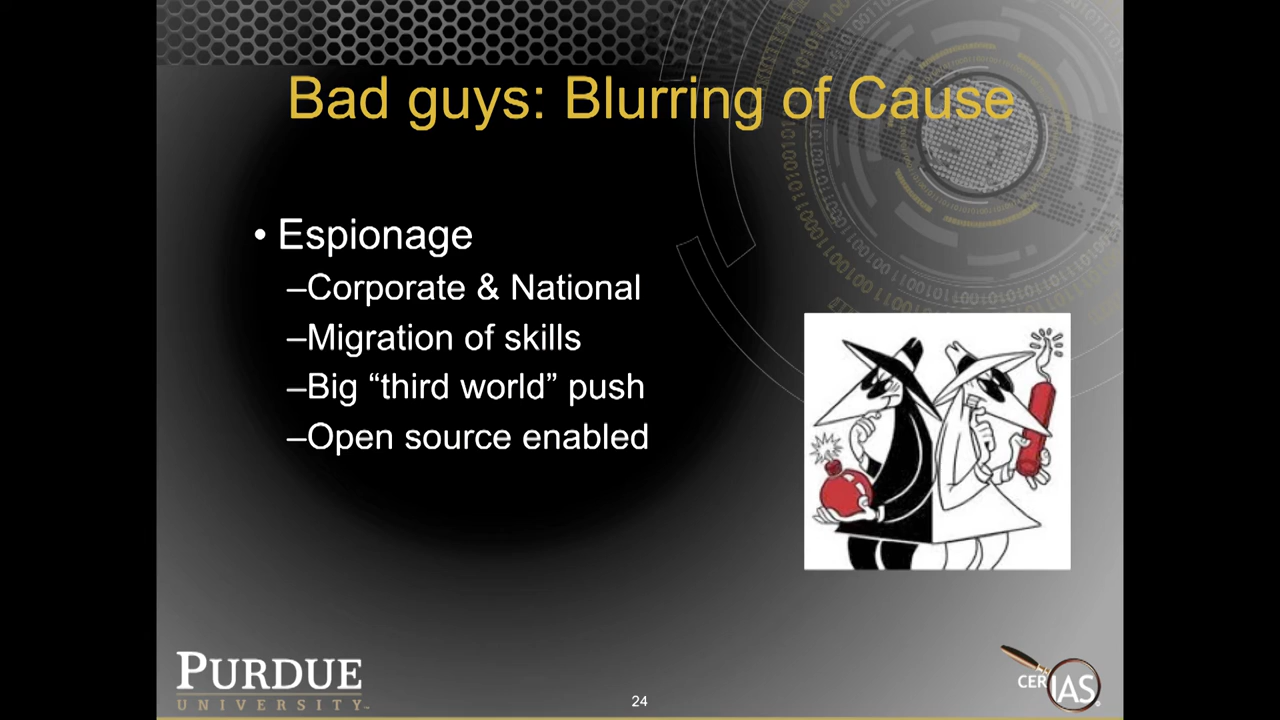 Bad guys: Blurring of Cause
• Espionage
–Corporate & National
–Migration of skills
–Big “third world” push
–Open source enabled
PURDUE
UNIVERSITY
24
CERIAS